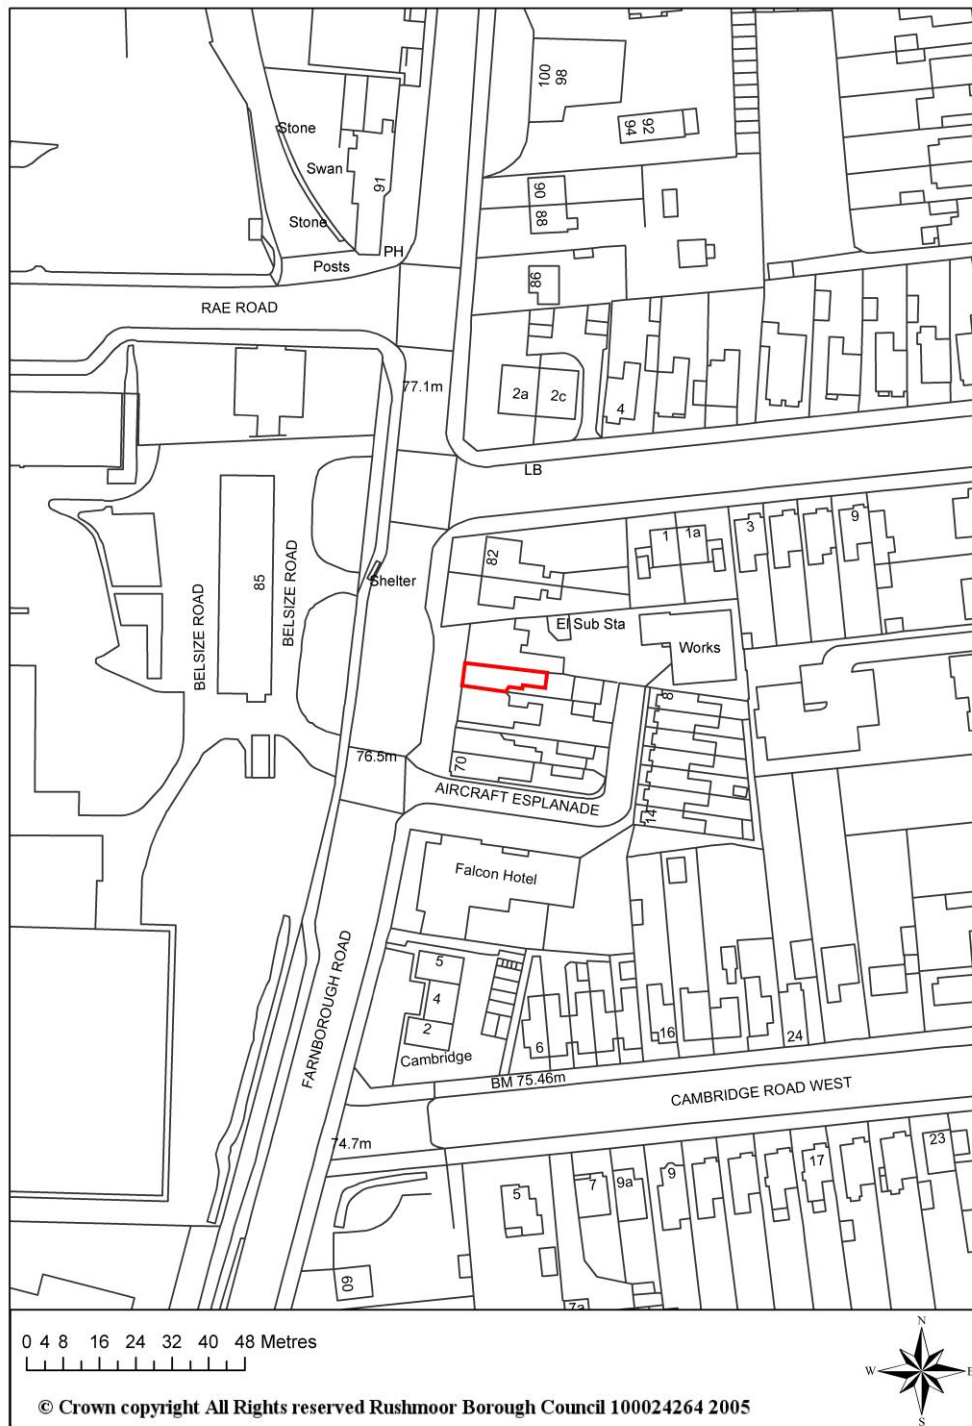 100
98
94
92
Stone
Swan
91
90
88
Stone
PH
Posts
86
RAE ROAD
77.1m
2a
2c
4
LB
82
1
1a
3
9
85
BELSIZE ROAD
BELSIZE ROAD
Shelter
El Sub Sta
Works
8
76.5m
70
AIRCRAFT ESPLANADE
14
Falcon Hotel
FARNBOROUGH ROAD
5
4
2
Cambridge
6
16
24
BM 75.46m
CAMBRIDGE ROAD WEST
74.7m
5
7
9a
9
17
23
60
7a
0 4 8 16 24 32 40 48 Metres
N
W
E
S
© Crown copyright All Rights reserved Rushmoor Borough Council 100024264 2005